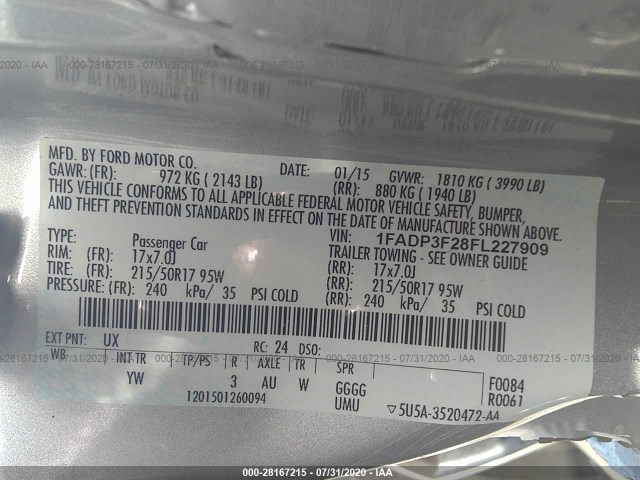 000-28167215 - 07/31/2020 - IAA
MFD. BY FORD MOTOR CO. DATE: 01/15 GVWR: 1810 KG ( 3990 LB)
GAWR: (FR): 972 KG ( 2143 LB) (RR): 880 KG ( 1940 LB)
THIS VEHICLE CONFORMS TO ALL APPLICABLE FEDERAL MOTOR VEHICLE SAFETY, BUMPER,
AND THEFT PREVENTION STANDARDS IN EFFECT ON THE DATE OF MANUFACTURE SHOWN ABOVE.
VIN: 1FADP3F28FL227909
TYPE: Passenger Car TRAILER TOWING - SEE OWNER GUIDE
RIM: (FR): 17x7.0J (RR): 17x7.0J
TIRE: (FR): 215/50R17 95W (RR): 215/50R17 95W
PRESSURE: (FR): 240 kPa/ 35 PSI COLD (RR): 240 kPa/ 35 PSI COLD
EXT PNT: UX RC: 24 DSO:
WB INT TR TP/PS R AXLE TR SPR
YW 3 AU W GGGG F0084
1201501260094 UMU R0061
▽5U5A-3520472-AA
000-28167215 - 07/31/2020 - IAA